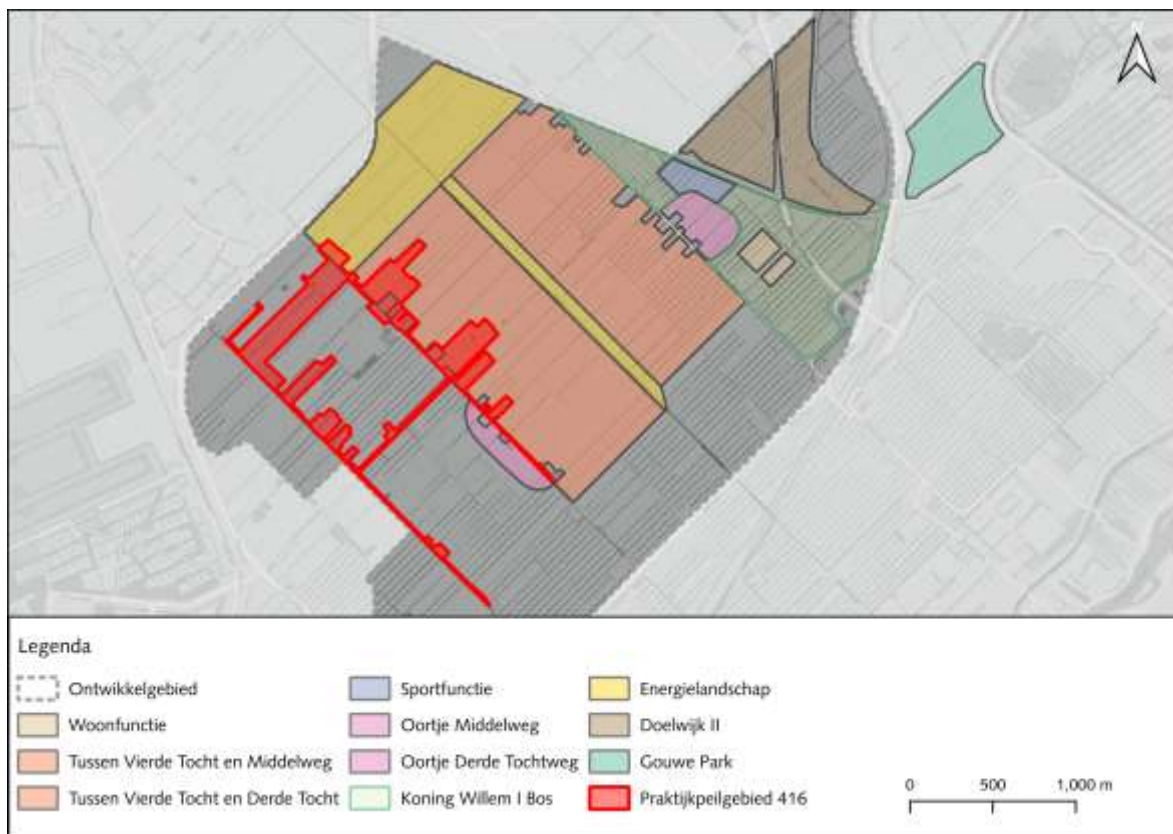 Legenda
Ontwikkelgebied
Woonfunctie
Tussen Vierde Tocht en Middelweg
Tussen Vierde Tocht en Derde Tocht
Sportfunctie
Oortje Middelweg
Oortje Derde Tochtweg
Koning Willem I Bos
Energielandschap
Doelwijk II
Gouwe Park
Praktijkpeilgebied 416
0 500 1,000 m